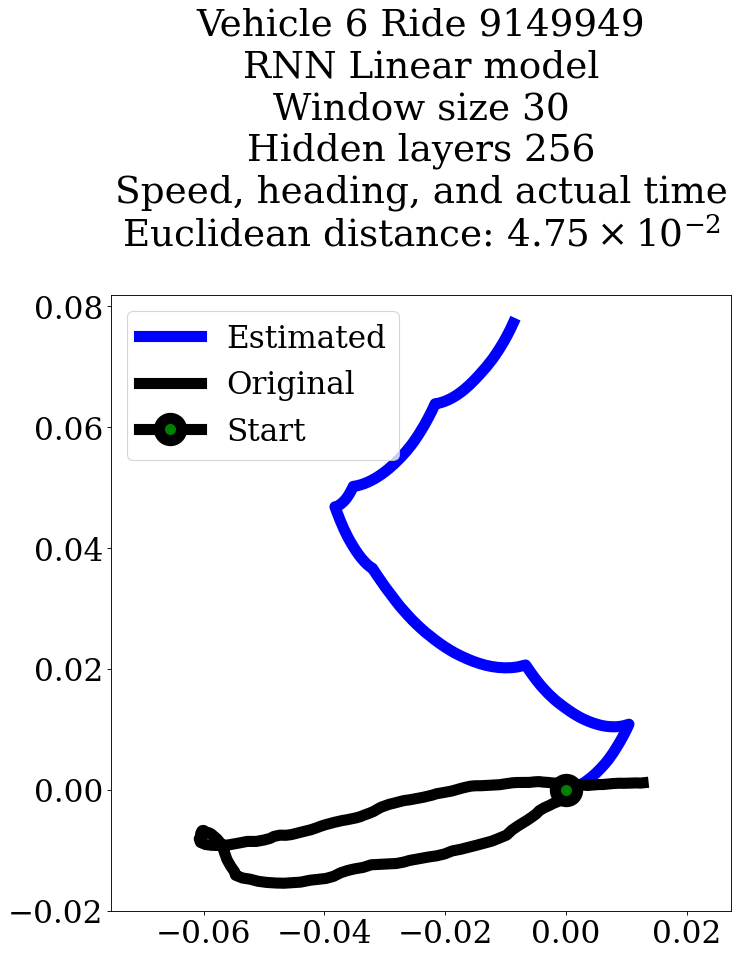 Vehicle 6 Ride 9149949
RNN Linear model
Window size 30
Hidden layers 256
Speed, heading, and actual time
Euclidean distance: 4.75 × 10⁻²
0.08
Estimated
Original
Start
0.06
0.04
0.02
0.00
−0.02
−0.06 −0.04 −0.02 0.00 0.02